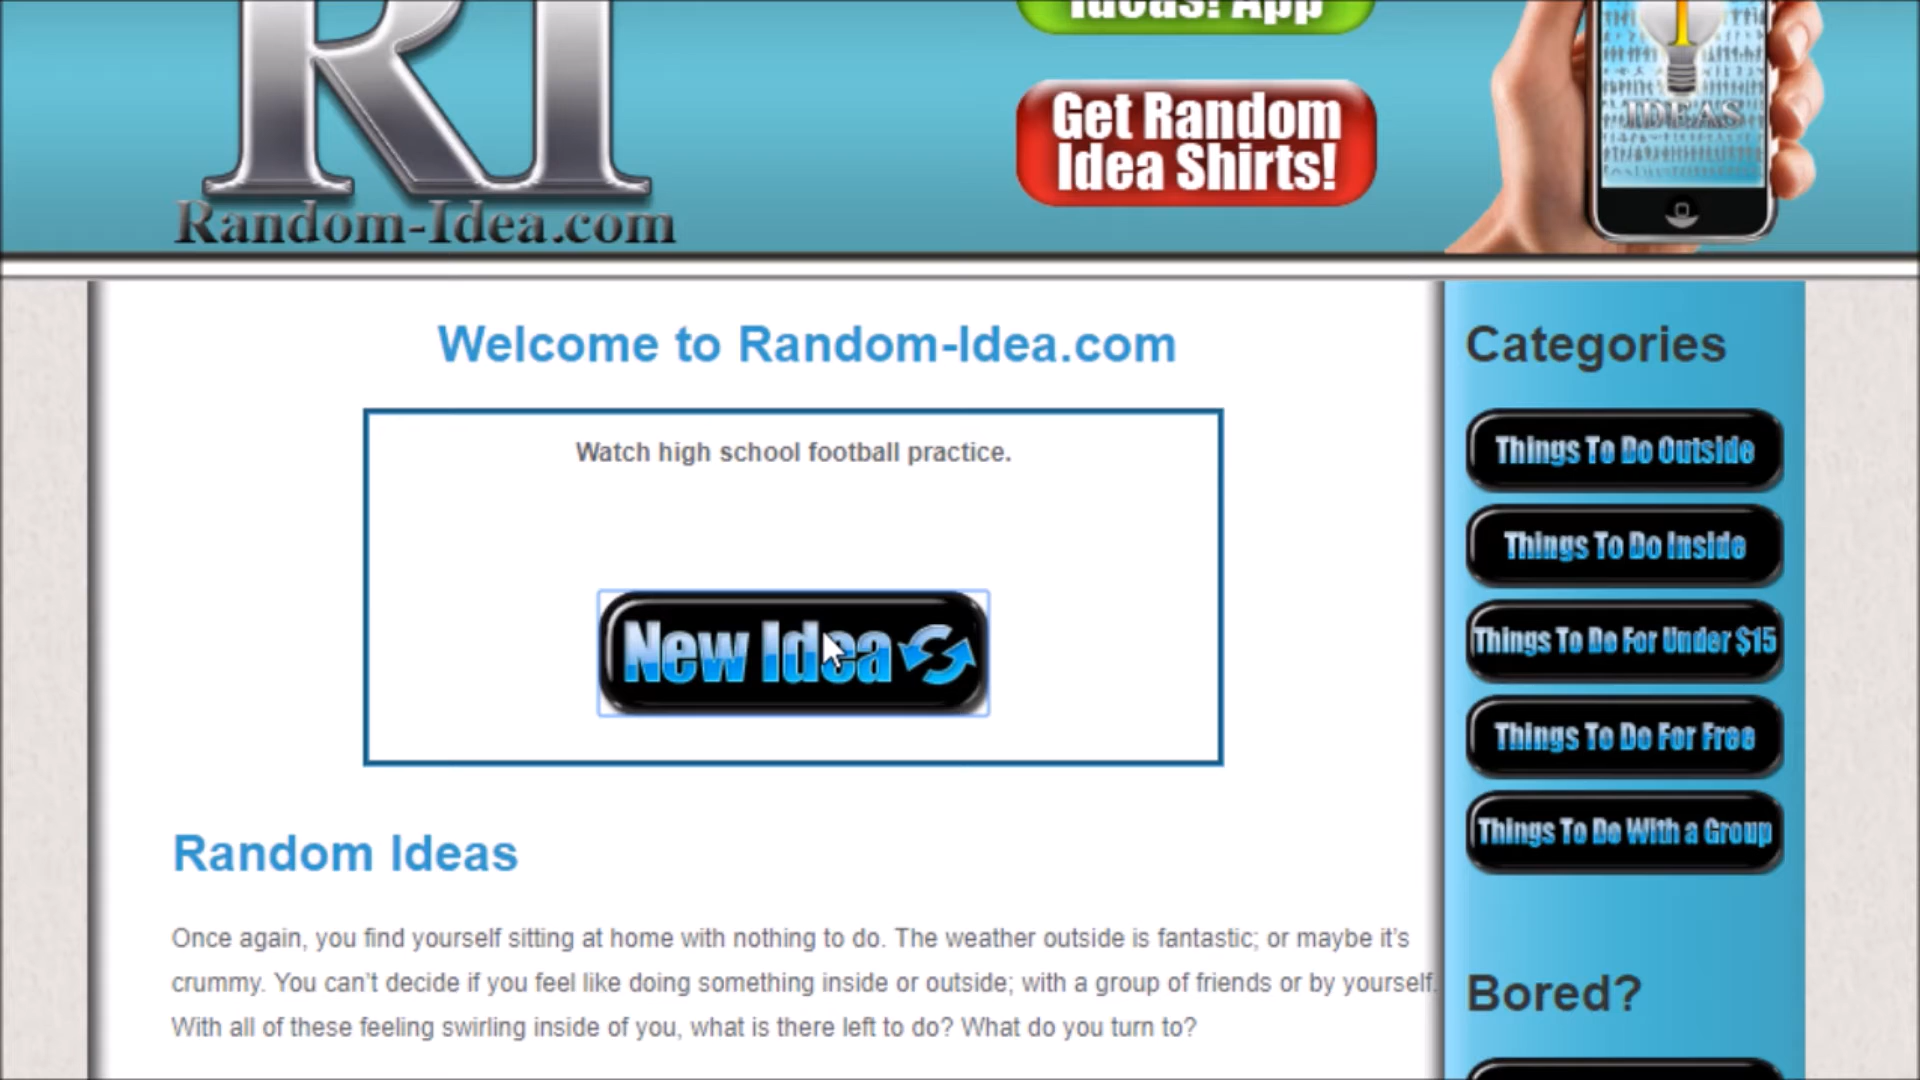 RI
Ideas! App
Get Random
Idea Shirts!
IDEAS
Random-Idea.com
Welcome to Random-Idea.com
Watch high school football practice.
New Idea
Random Ideas
Once again, you find yourself sitting at home with nothing to do. The weather outside is fantastic; or maybe it's
crummy. You can't decide if you feel like doing something inside or outside; with a group of friends or by yourself.
With all of these feeling swirling inside of you, what is there left to do? What do you turn to?
Categories
Things To Do Outside
Things To Do Inside
Things To Do For Under $15
Things To Do For Free
Things To Do With a Group
Bored?